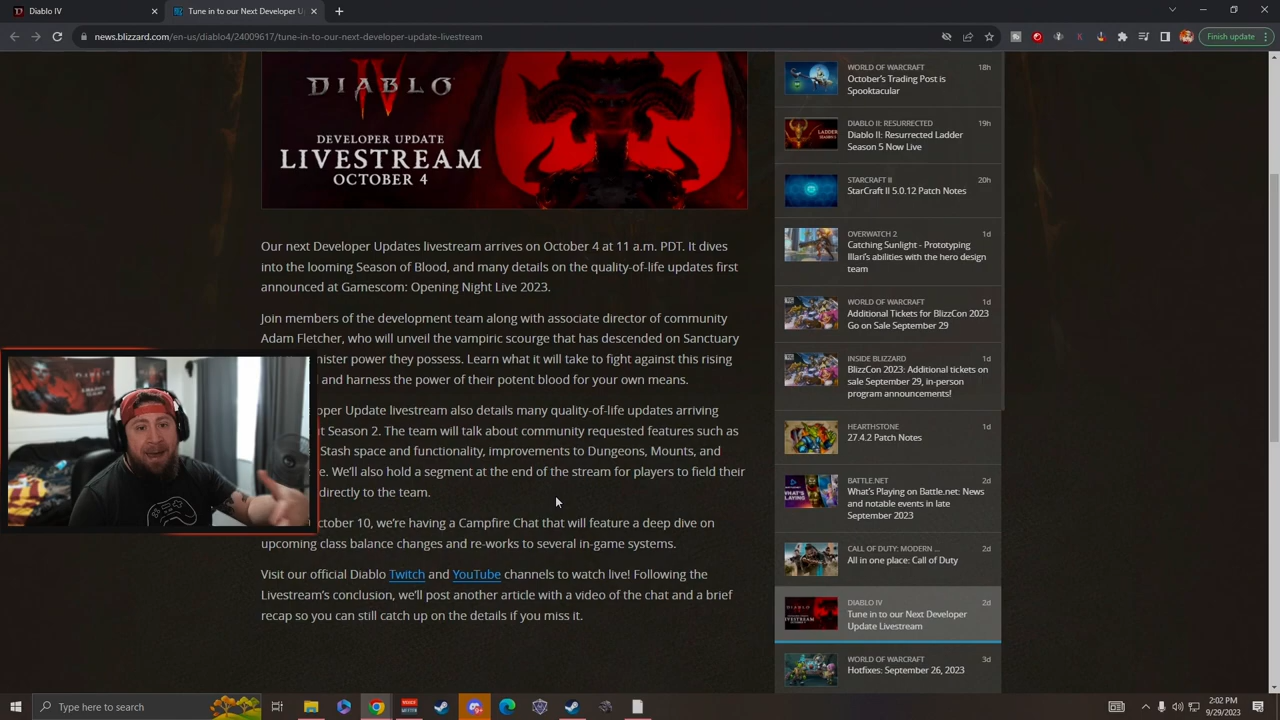 Diablo IV
Tune in to our Next Developer Up
news.blizzard.com/en-us/diablo4/24009617/tune-in-to-our-next-developer-update-livestream
Finish update
DIABLO
IV
DEVELOPER UPDATE
LIVESTREAM
OCTOBER 4
Our next Developer Updates livestream arrives on October 4 at 11 a.m. PDT. It dives
into the looming Season of Blood, and many details on the quality-of-life updates first
announced at Gamescom: Opening Night Live 2023.
Join members of the development team along with associate director of community
Adam Fletcher, who will unveil the vampiric scourge that has descended on Sanctuary
nister power they possess. Learn what it will take to fight against this rising
and harness the power of their potent blood for your own means.
per Update livestream also details many quality-of-life updates arriving
t Season 2. The team will talk about community requested features such as
Stash space and functionality, improvements to Dungeons, Mounts, and
e. We'll also hold a segment at the end of the stream for players to field their
directly to the team.
ctober 10, we're having a Campfire Chat that will feature a deep dive on
upcoming class balance changes and re-works to several in-game systems.
Visit our official Diablo Twitch and YouTube channels to watch live! Following the
Livestream's conclusion, we'll post another article with a video of the chat and a brief
recap so you can still catch up on the details if you miss it.
WORLD OF WARCRAFT 18h
October's Trading Post is
Spooktacular
DIABLO II: RESURRECTED 19h
Diablo II: Resurrected Ladder
Season 5 Now Live
STARCRAFT II 20h
StarCraft II 5.0.12 Patch Notes
OVERWATCH 2 1d
Catching Sunlight - Prototyping
Illari's abilities with the hero design
team
WORLD OF WARCRAFT 1d
Additional Tickets for BlizzCon 2023
Go on Sale September 29
INSIDE BLIZZARD 1d
BlizzCon 2023: Additional tickets on
sale September 29, in-person
program announcements!
HEARTHSTONE 1d
27.4.2 Patch Notes
BATTLE.NET 2d
What's Playing on Battle.net: News
and notable events in late
September 2023
CALL OF DUTY: MODERN ... 2d
All in one place: Call of Duty
DIABLO IV 2d
Tune in to our Next Developer
Update Livestream
WORLD OF WARCRAFT 3d
Hotfixes: September 26, 2023
Type here to search
2:02 PM
9/29/2023